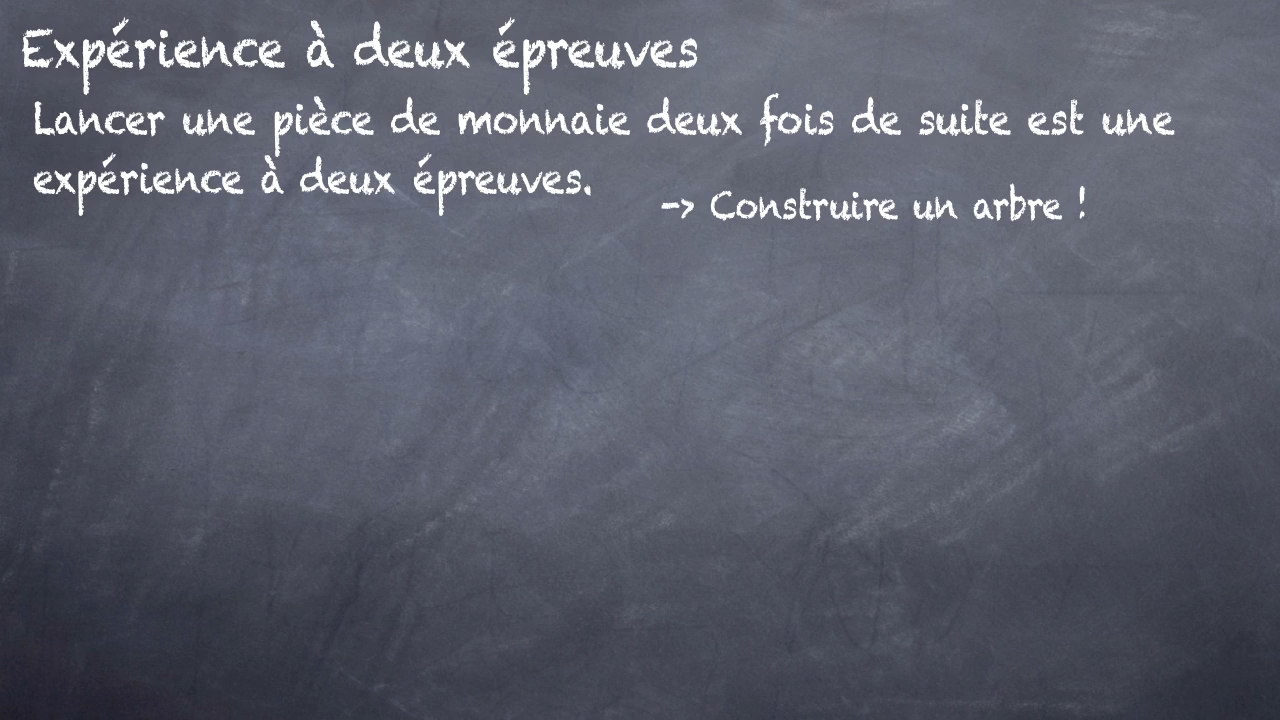 Expérience à deux épreuves
Lancer une pièce de monnaie deux fois de suite est une
expérience à deux épreuves.
-> Construire un arbre !